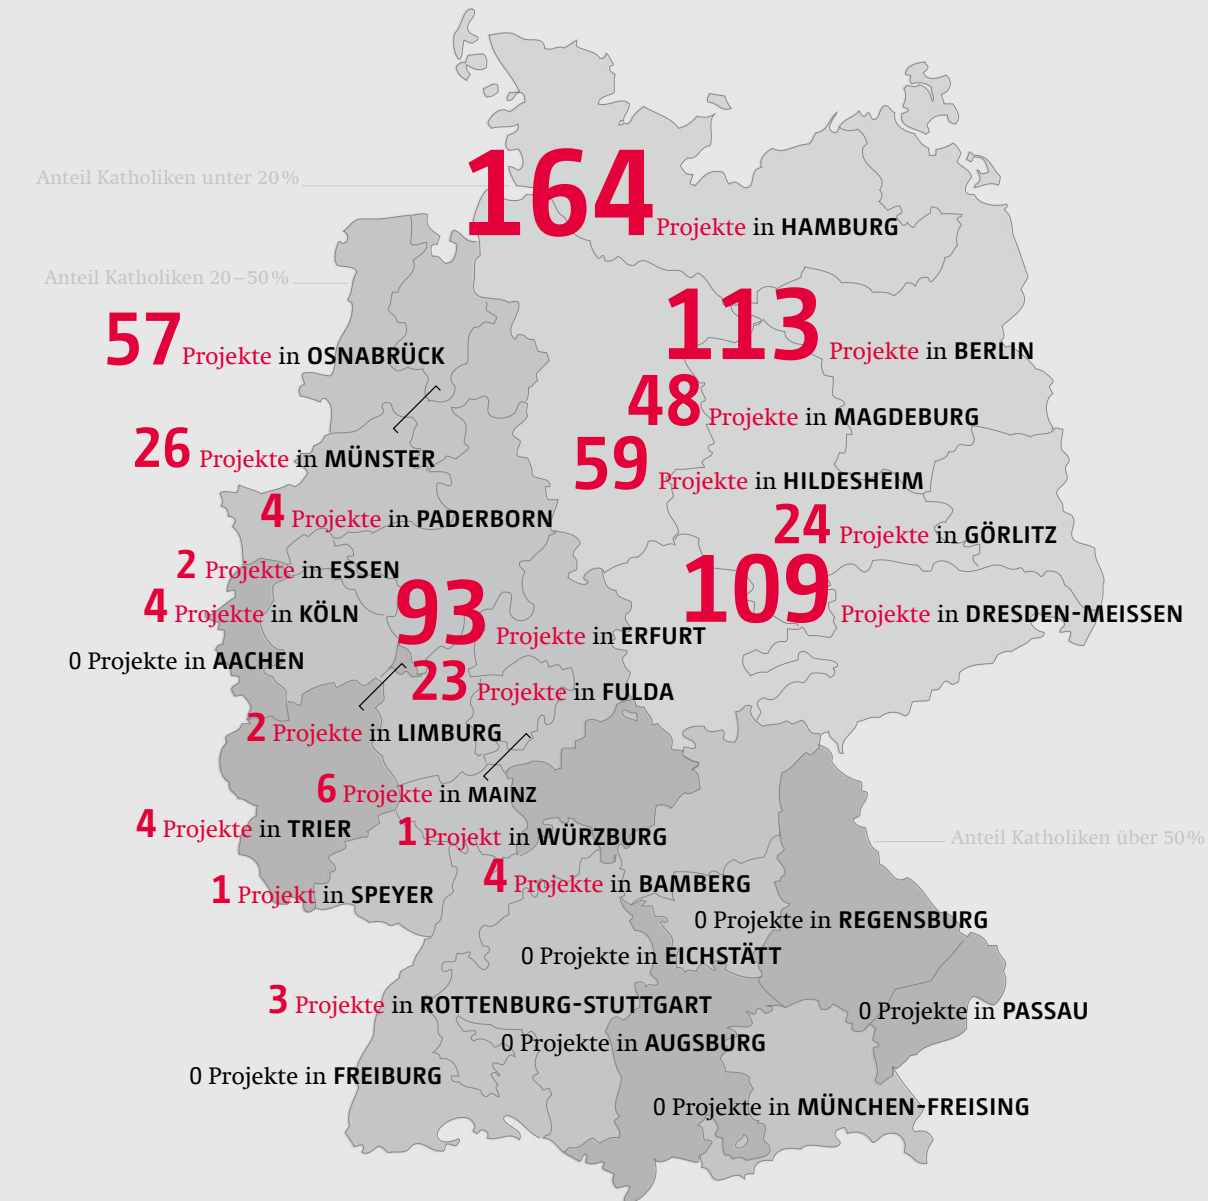 Anteil Katholiken unter 20%
164 Projekte in HAMBURG
Anteil Katholiken 20–50%
113 Projekte in BERLIN
57 Projekte in OSNABRÜCK
48 Projekte in MAGDEBURG
26 Projekte in MÜNSTER
59 Projekte in HILDESHEIM
4 Projekte in PADERBORN
24 Projekte in GÖRLITZ
2 Projekte in ESSEN
4 Projekte in KÖLN
109 Projekte in DRESDEN-MEISSEN
93 Projekte in ERFURT
0 Projekte in AACHEN
23 Projekte in FULDA
2 Projekte in LIMBURG
6 Projekte in MAINZ
4 Projekte in TRIER
1 Projekt in WÜRZBURG
Anteil Katholiken über 50%
4 Projekte in BAMBERG
1 Projekt in SPEYER
0 Projekte in REGENSBURG
0 Projekte in EICHSTÄTT
3 Projekte in ROTTENBURG-STUTTGART
0 Projekte in PASSAU
0 Projekte in AUGSBURG
0 Projekte in FREIBURG
0 Projekte in MÜNCHEN-FREISING